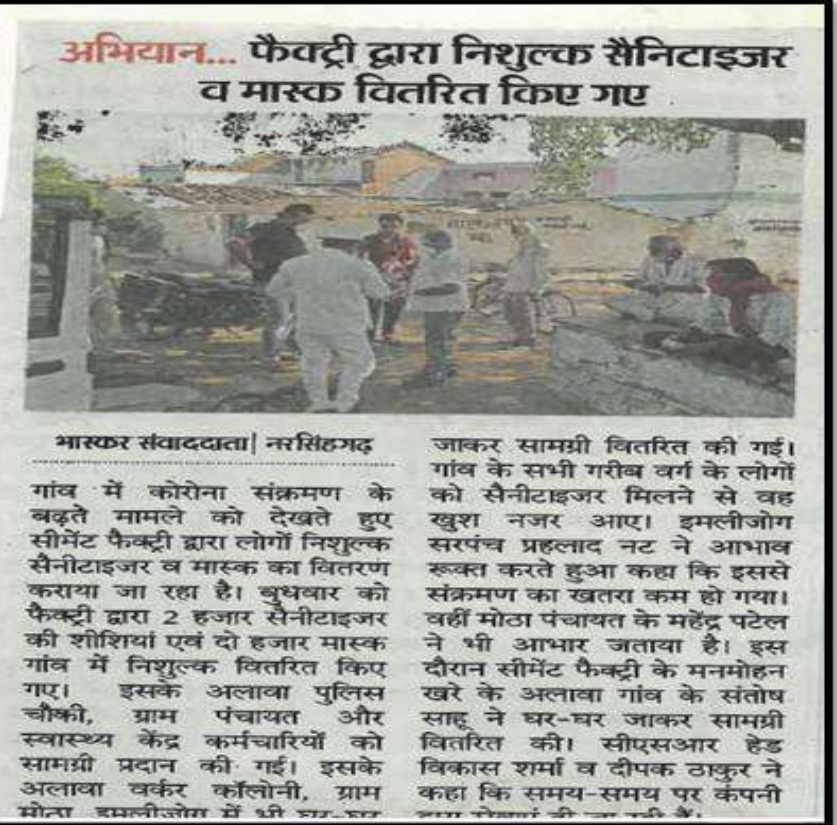 अभियान... फैक्ट्री द्वारा निशुल्क सैनिटाइजर
व मास्क वितरित किए गए
भास्कर संवाददाता| नरसिंहगढ़
गांव में कोरोना संक्रमण के
बढ़ते मामले को देखते हुए
सीमेंट फैक्ट्री द्वारा लोगों निशुल्क
सैनीटाइजर व मास्क का वितरण
कराया जा रहा है। बुधवार को
फैक्ट्री द्वारा 2 हजार सैनीटाइजर
की शीशियां एवं दो हजार मास्क
गांव में निशुल्क वितरित किए
गए। इसके अलावा पुलिस
चौकी, ग्राम पंचायत और
स्वास्थ्य केंद्र कर्मचारियों को
सामग्री प्रदान की गई। इसके
अलावा वर्कर कॉलोनी, ग्राम
मोठा, इमलीजोग में भी घर-घर
जाकर सामग्री वितरित की गई।
गांव के सभी गरीब वर्ग के लोगों
को सैनीटाइजर मिलने से वह
खुश नजर आए। इमलीजोग
सरपंच प्रहलाद नट ने आभाव
रूक्त करते हुआ कहा कि इससे
संक्रमण का खतरा कम हो गया।
वहीं मोठा पंचायत के महेंद्र पटेल
ने भी आभार जताया है। इस
दौरान सीमेंट फैक्ट्री के मनमोहन
खरे के अलावा गांव के संतोष
साहू ने घर-घर जाकर सामग्री
वितरित की। सीएसआर हेड
विकास शर्मा व दीपक ठाकुर ने
कहा कि समय-समय पर कंपनी